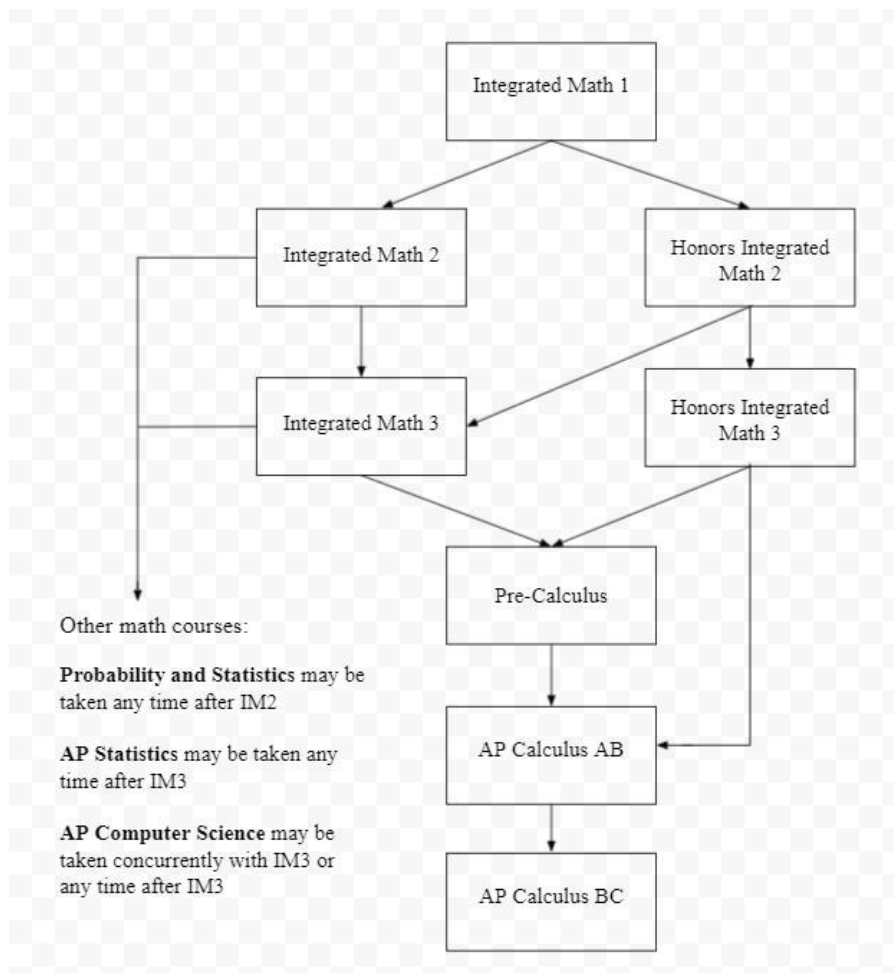 Integrated Math 1
Integrated Math 2
Honors Integrated
Math 2
Integrated Math 3
Honors Integrated
Math 3
Pre-Calculus
Other math courses:
Probability and Statistics may be
taken any time after IM2
AP Statistics may be taken any
time after IM3
AP Computer Science may be
taken concurrently with IM3 or
any time after IM3
AP Calculus AB
AP Calculus BC